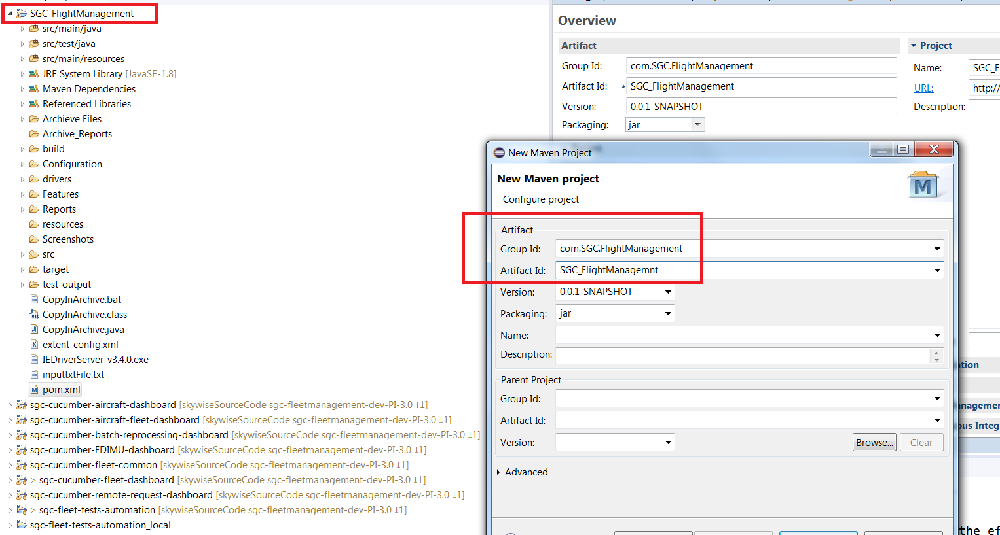 SGC_FlightManagement
src/main/java
src/test/java
src/main/resources
JRE System Library [JavaSE-1.8]
Maven Dependencies
Referenced Libraries
Archieve Files
Archive_Reports
build
Configuration
drivers
Features
Reports
resources
Screenshots
src
target
test-output
CopyInArchive.bat
CopyInArchive.class
CopyInArchive.java
extent-config.xml
IEDriverServer_v3.4.0.exe
inputtxtFile.txt
pom.xml
sgc-cucumber-aircraft-dashboard [skywiseSourceCode sgc-fleetmanagement-dev-PI-3.0 ↓1]
sgc-cucumber-aircraft-fleet-dashboard [skywiseSourceCode sgc-fleetmanagement-dev-PI-3.0 ↓1]
sgc-cucumber-batch-reprocessing-dashboard [skywiseSourceCode sgc-fleetmanagement-dev-PI-3.0 ↓1]
sgc-cucumber-FDIMU-dashboard [skywiseSourceCode sgc-fleetmanagement-dev-PI-3.0 ↓1]
sgc-cucumber-fleet-common [skywiseSourceCode sgc-fleetmanagement-dev-PI-3.0 ↓1]
> sgc-cucumber-fleet-dashboard [skywiseSourceCode sgc-fleetmanagement-dev-PI-3.0 ↓1]
sgc-cucumber-remote-request-dashboard [skywiseSourceCode sgc-fleetmanagement-dev-PI-3.0 ↓1]
> sgc-fleet-tests-automation [skywiseSourceCode sgc-fleetmanagement-dev-PI-3.0 ↓1]
sgc-fleet-tests-automation_local
Overview
Artifact
Group Id: com.SGC.FlightManagement
Artifact Id: * SGC_FlightManagement
Version: 0.0.1-SNAPSHOT
Packaging: jar
Project
Name: SGC_F
URL: http://
Description:
New Maven Project
New Maven project
Configure project
M
Artifact
Group Id: com.SGC.FlightManagement
Artifact Id: SGC_FlightManagemnt
Version: 0.0.1-SNAPSHOT
Packaging: jar
Name:
Description:
Parent Project
Group Id:
Artifact Id:
Version:
Browse... Clear
Advanced
the ef